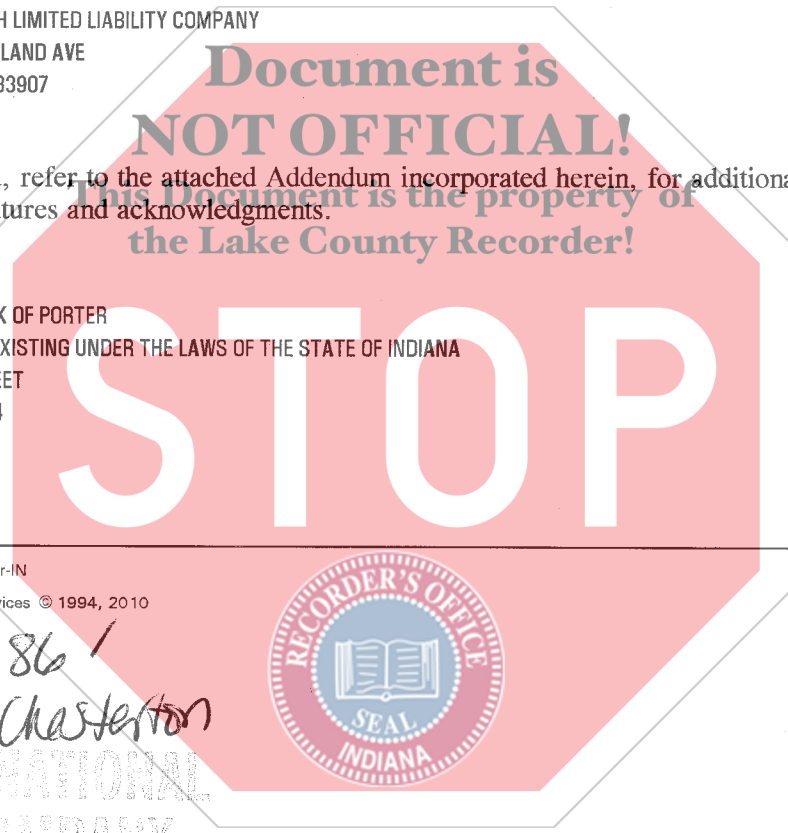 H LIMITED LIABILITY COMPANY
LAND AVE
33907
Document is
NOT OFFICIAL!
, refer to the attached Addendum incorporated herein, for additiona
This Document is the property of
tures and acknowledgments.
the Lake County Recorder!
K OF PORTER
XISTING UNDER THE LAWS OF THE STATE OF INDIANA
EET
STOP
r-IN
vices © 1994, 2010
RECORDER'S OFFICE
SEAL
INDIANA
86
Chasterton
NATIONAL